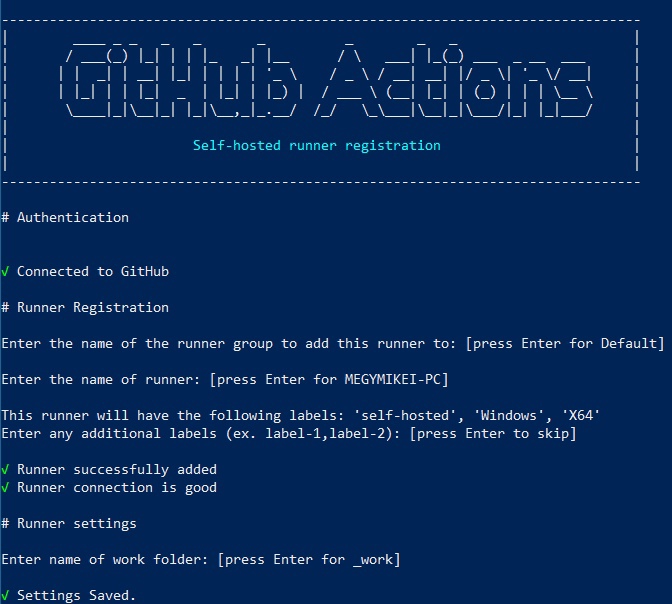 GitHub Actions
Self-hosted runner registration
# Authentication
√ Connected to GitHub
# Runner Registration
Enter the name of the runner group to add this runner to: [press Enter for Default]
Enter the name of runner: [press Enter for MEGYMIKEI-PC]
This runner will have the following labels: 'self-hosted', 'Windows', 'X64'
Enter any additional labels (ex. label-1,label-2): [press Enter to skip]
√ Runner successfully added
√ Runner connection is good
# Runner settings
Enter name of work folder: [press Enter for _work]
√ Settings Saved.